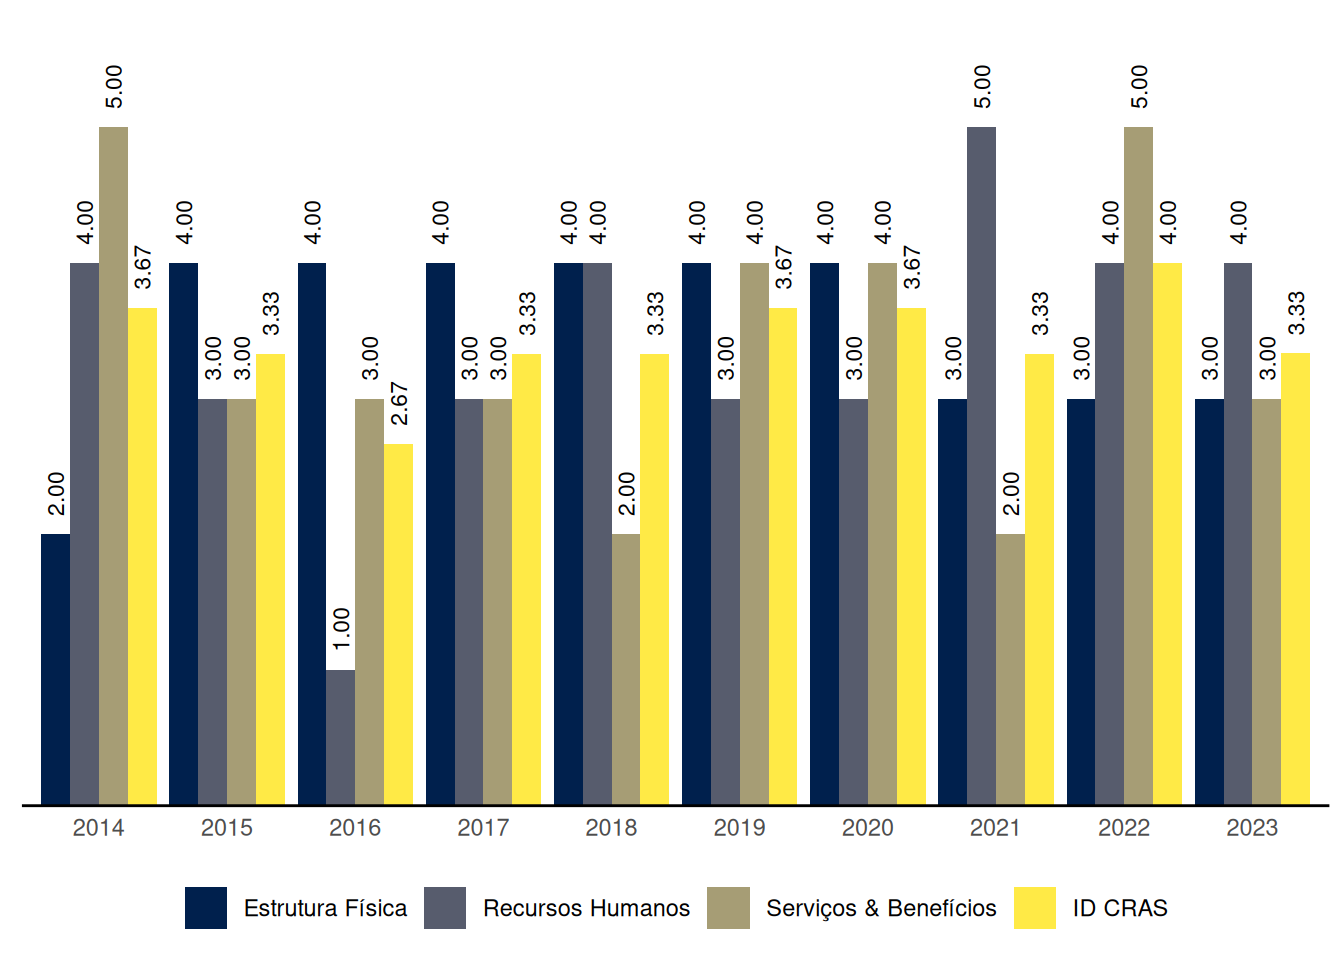 2.00 4.00 5.00 3.67
4.00 3.00 3.00 3.33
4.00 1.00 3.00 2.67
4.00 3.00 3.00 3.33
4.00 4.00 2.00 3.33
4.00 3.00 4.00 3.67
4.00 3.00 4.00 3.67
3.00 5.00 2.00 3.33
3.00 4.00 5.00 4.00
3.00 4.00 3.00 3.33
2014 2015 2016 2017 2018 2019 2020 2021 2022 2023
Estrutura Física Recursos Humanos Serviços & Benefícios ID CRAS